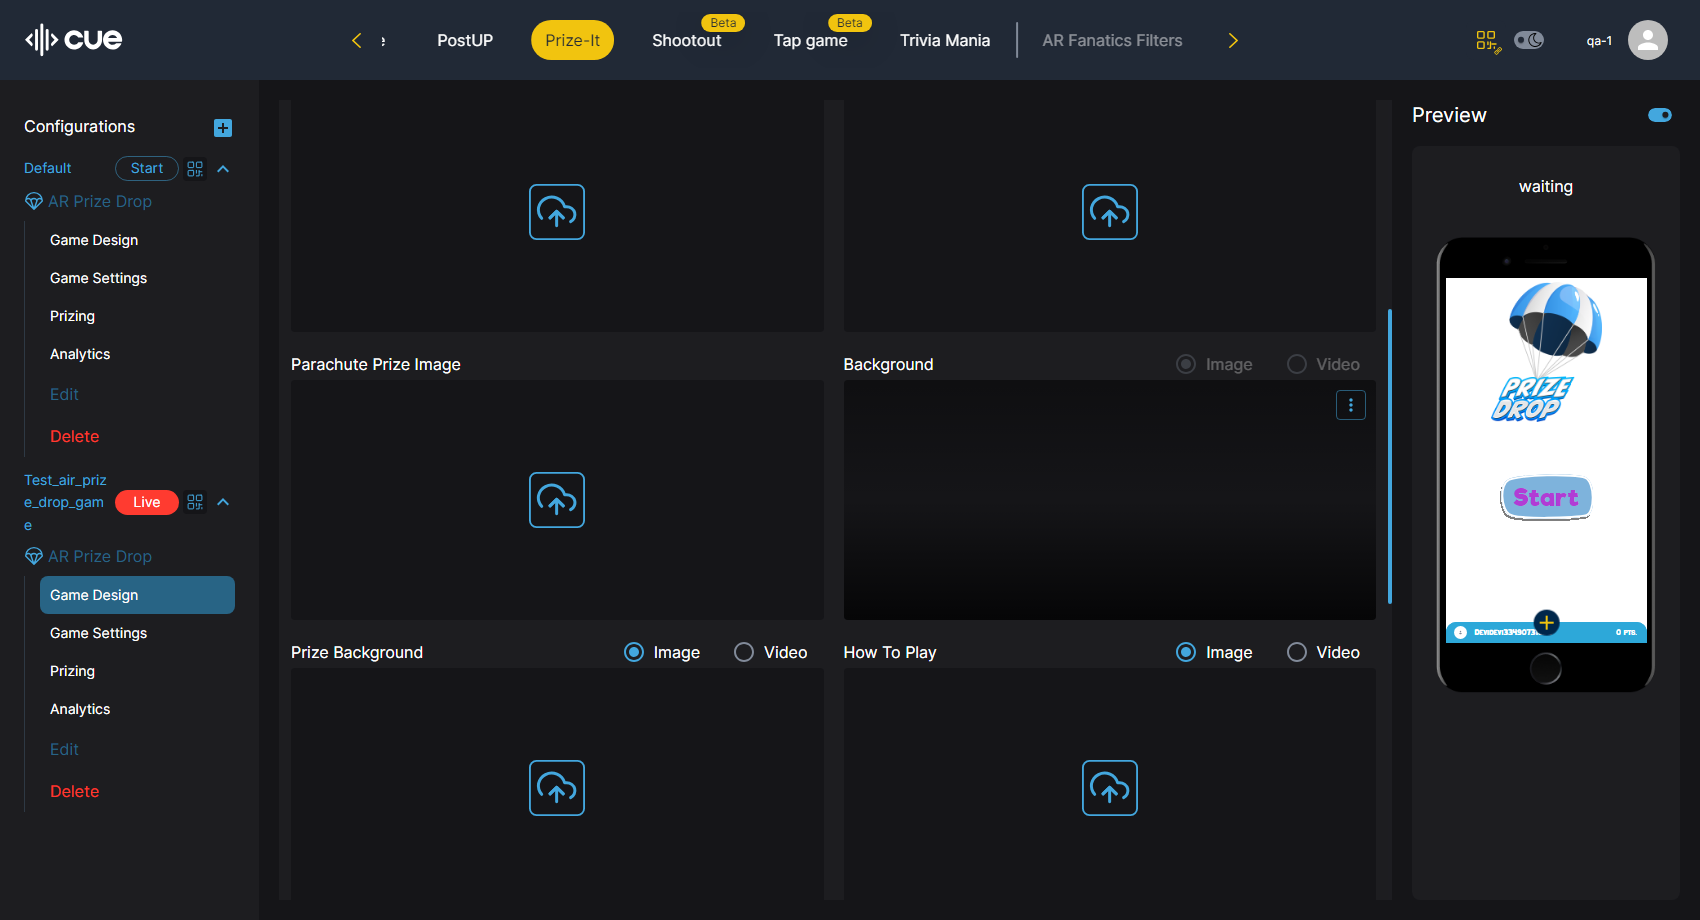 cue
PostUP
Prize-It
Beta
Shootout
Beta
Tap game
Trivia Mania
AR Fanatics Filters
qa-1
Configurations
Default
Start
AR Prize Drop
Game Design
Game Settings
Prizing
Analytics
Edit
Delete
Test_air_priz
e_drop_gam
e
Live
AR Prize Drop
Game Design
Game Settings
Prizing
Analytics
Edit
Delete
Parachute Prize Image
Background
Image
Video
Prize Background
Image
Video
How To Play
Image
Video
Preview
waiting
PRIZE
DROP
Start
0 PTS.